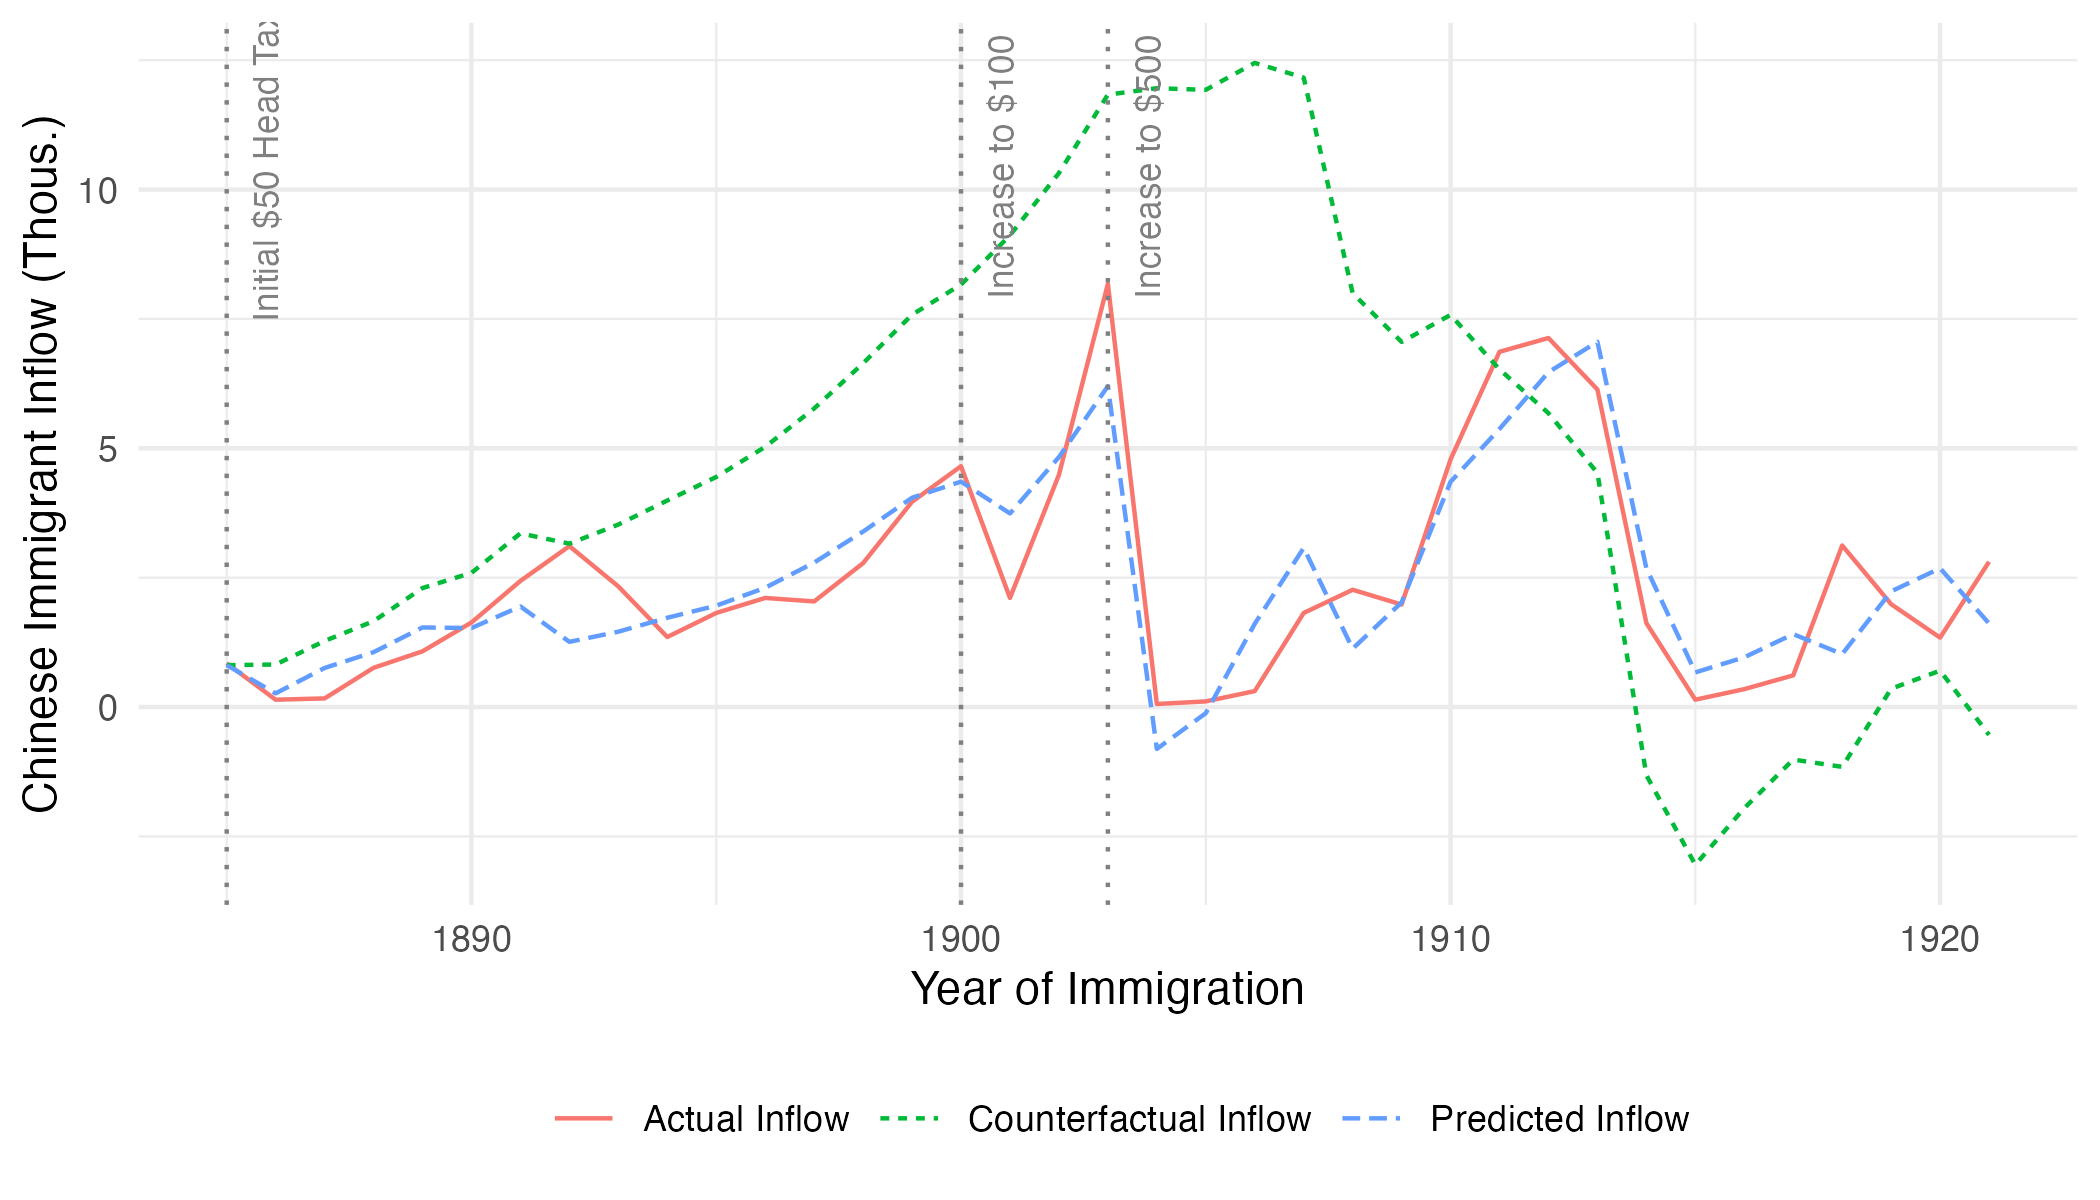 Chinese Immigrant Inflow (Thous.)
10
5
0
Initial $50 Head Tax
Increase to $100
Increase to $500
1890
1900
1910
1920
Year of Immigration
Actual Inflow
Counterfactual Inflow
Predicted Inflow